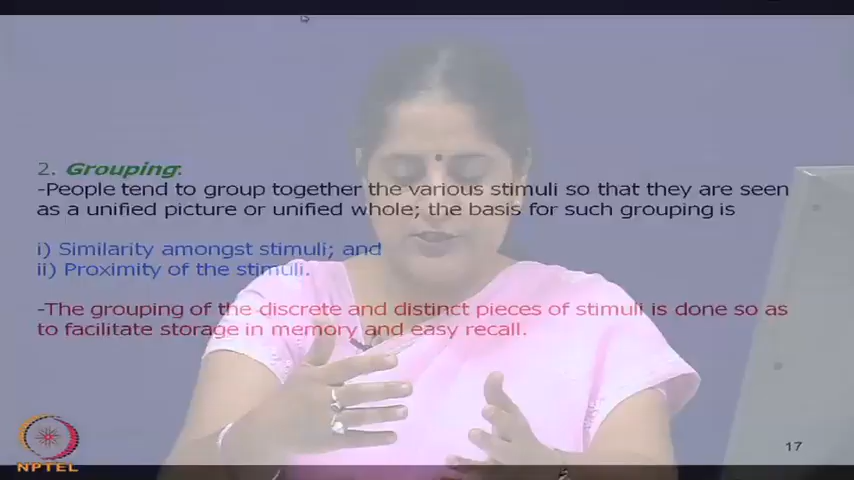 2. Grouping:
-People tend to group together the various stimuli so that they are seen
as a unified picture or unified whole; the basis for such grouping is
i) Similarity amongst stimuli; and
ii) Proximity of the stimuli.
-The grouping of the discrete and distinct pieces of stimuli is done so as
to facilitate storage in memory and easy recall.
NPTEL
17